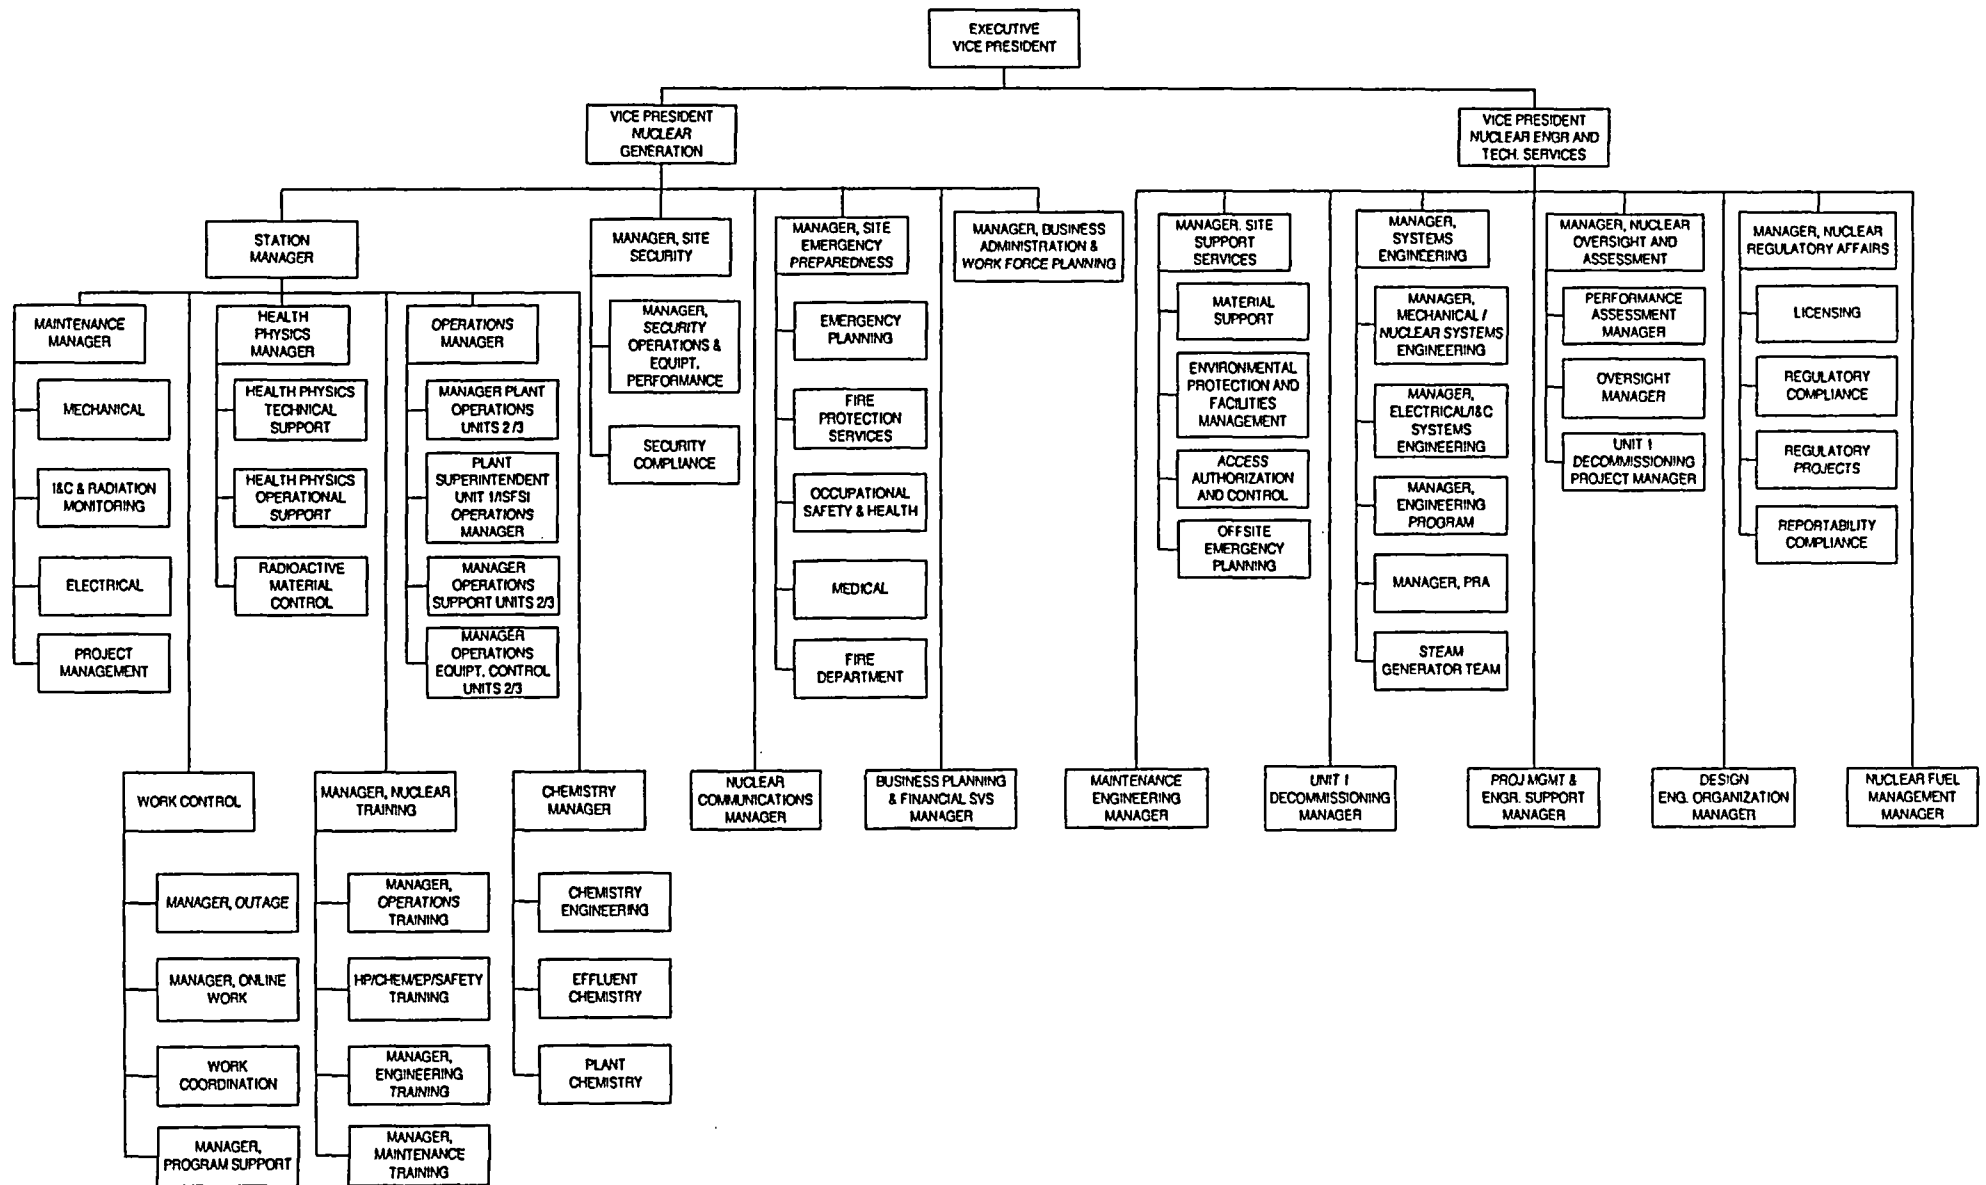 EXECUTIVE
VICE PRESIDENT
VICE PRESIDENT
NUCLEAR
GENERATION
VICE PRESIDENT
NUCLEAR ENGR AND
TECH. SERVICES
STATION
MANAGER
MANAGER, SITE
SECURITY
MANAGER, SITE
EMERGENCY
PREPAREDNESS
MANAGER, BUSINESS
ADMINISTRATION &
WORK FORCE PLANNING
MANAGER. SITE
SUPPORT
SERVICES
MANAGER,
SYSTEMS
ENGINEERING
MANAGER, NUCLEAR
OVERSIGHT AND
ASSESSMENT
MANAGER, NUCLEAR
REGULATORY AFFAIRS
MAINTENANCE
MANAGER
MECHANICAL
I&C & RADIATION
MONITORING
ELECTRICAL
PROJECT
MANAGEMENT
HEALTH
PHYSICS
MANAGER
HEALTH PHYSICS
TECHNICAL
SUPPORT
HEALTH PHYSICS
OPERATIONAL
SUPPORT
RADIOACTIVE
MATERIAL
CONTROL
OPERATIONS
MANAGER
MANAGER PLANT
OPERATIONS
UNITS 2/3
PLANT
SUPERINTENDENT
UNIT 1/ISFSI
OPERATIONS
MANAGER
MANAGER
OPERATIONS
SUPPORT UNITS 2/3
MANAGER
OPERATIONS
EQUIPT. CONTROL
UNITS 2/3
MANAGER,
SECURITY
OPERATIONS &
EQUIPT.
PERFORMANCE
SECURITY
COMPLIANCE
EMERGENCY
PLANNING
FIRE
PROTECTION
SERVICES
OCCUPATIONAL
SAFETY & HEALTH
MEDICAL
FIRE
DEPARTMENT
MATERIAL
SUPPORT
ENVIRONMENTAL
PROTECTION AND
FACILITIES
MANAGEMENT
ACCESS
AUTHORIZATION
AND CONTROL
OFFSITE
EMERGENCY
PLANNING
MANAGER,
MECHANICAL /
NUCLEAR SYSTEMS
ENGINEERING
MANAGER,
ELECTRICAL/I&C
SYSTEMS
ENGINEERING
MANAGER,
ENGINEERING
PROGRAM
MANAGER, PRA
STEAM
GENERATOR TEAM
PERFORMANCE
ASSESSMENT
MANAGER
OVERSIGHT
MANAGER
UNIT 1
DECOMMISSIONING
PROJECT MANAGER
LICENSING
REGULATORY
COMPLIANCE
REGULATORY
PROJECTS
REPORTABILITY
COMPLIANCE
WORK CONTROL
MANAGER, NUCLEAR
TRAINING
CHEMISTRY
MANAGER
NUCLEAR
COMMUNICATIONS
MANAGER
BUSINESS PLANNING
& FINANCIAL SVS
MANAGER
MAINTENANCE
ENGINEERING
MANAGER
UNIT 1
DECOMMISSIONING
MANAGER
PROJ MGMT &
ENGR. SUPPORT
MANAGER
DESIGN
ENG. ORGANIZATION
MANAGER
NUCLEAR FUEL
MANAGEMENT
MANAGER
MANAGER, OUTAGE
MANAGER, ONLINE
WORK
WORK
COORDINATION
MANAGER,
PROGRAM SUPPORT
MANAGER,
OPERATIONS
TRAINING
HP/CHEM/EP/SAFETY
TRAINING
MANAGER,
ENGINEERING
TRAINING
MANAGER,
MAINTENANCE
TRAINING
CHEMISTRY
ENGINEERING
EFFLUENT
CHEMISTRY
PLANT
CHEMISTRY